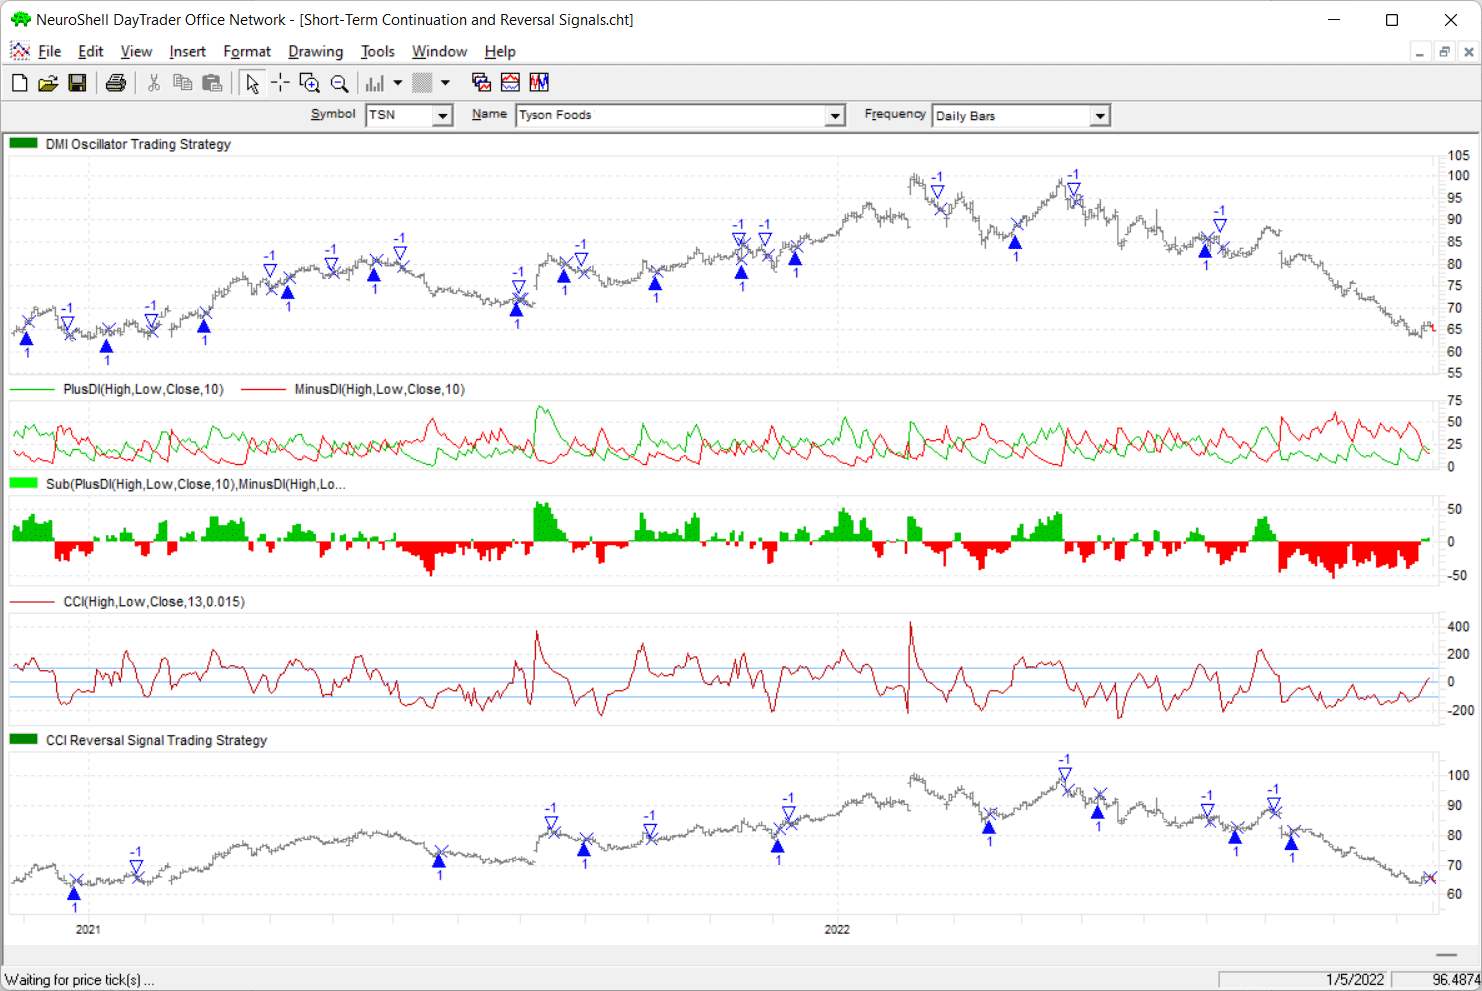 NeuroShell DayTrader Office Network - [Short-Term Continuation and Reversal Signals.cht]
File Edit View Insert Format Drawing Tools Window Help
Symbol TSN Name Tyson Foods Frequency Daily Bars
DMI Oscillator Trading Strategy
105
100
95
90
85
80
75
70
65
60
55
-1 -1 -1 -1 -1 -1 -1 -1 -1 -1 -1 -1
1 1 1 1 1 1 1 1 1 1 1 1
PlusDI(High,Low,Close,10) MinusDI(High,Low,Close,10)
75
50
25
0
Sub(PlusDI(High,Low,Close,10),MinusDI(High,Lo...
50
0
-50
CCI(High,Low,Close,13,0.015)
400
200
0
-200
CCI Reversal Signal Trading Strategy
100
90
80
70
60
-1 -1 -1 -1 -1 -1 -1
1 1 1 1 1 1 1 1
2021 2022
Waiting for price tick(s) ... 1/5/2022 96.4874